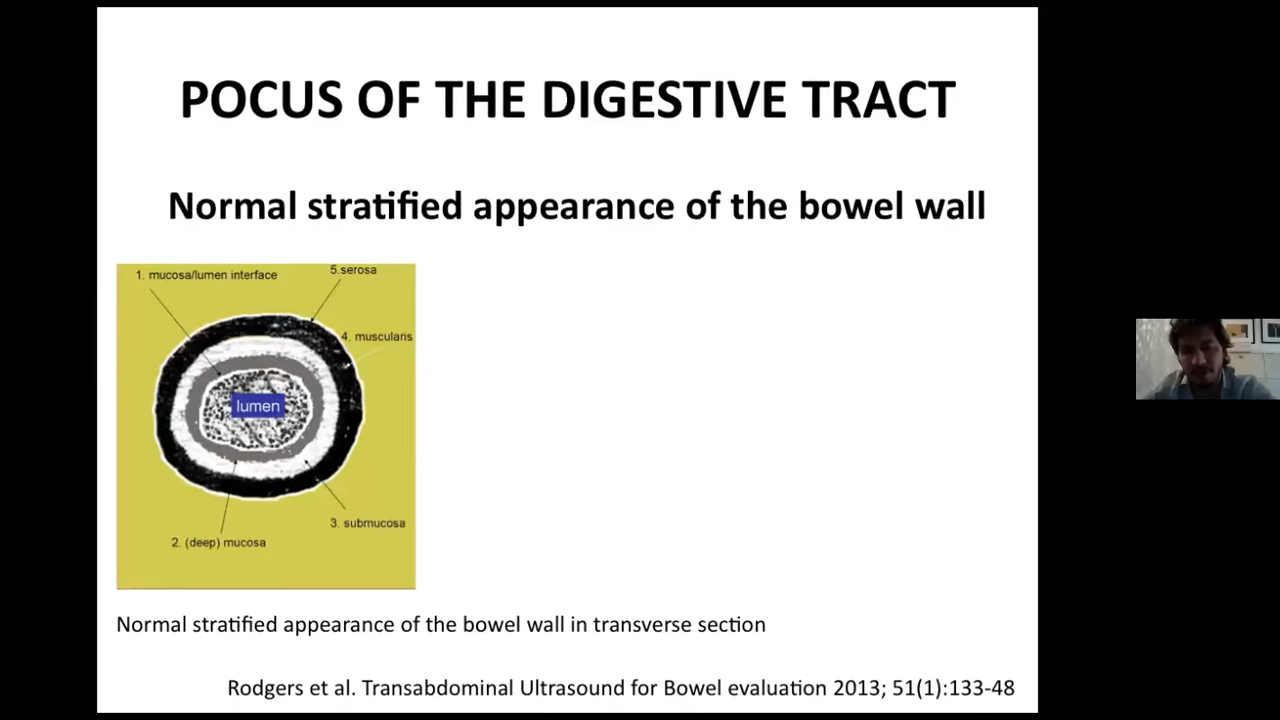 POCUS OF THE DIGESTIVE TRACT
Normal stratified appearance of the bowel wall
1. mucosa/lumen interface
5.serosa
4. muscularis
lumen
3. submucosa
2. (deep) mucosa
Normal stratified appearance of the bowel wall in transverse section
Rodgers et al. Transabdominal Ultrasound for Bowel evaluation 2013; 51(1):133-48